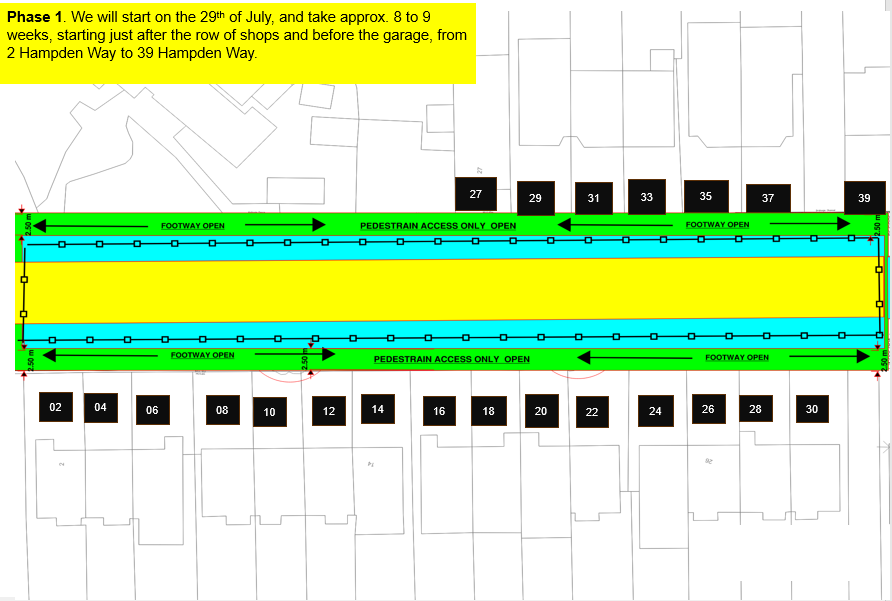 Phase 1. We will start on the 29th of July, and take approx. 8 to 9
weeks, starting just after the row of shops and before the garage, from
2 Hampden Way to 39 Hampden Way.
27
27 29 31 33 35 37 39
2.50 m FOOTWAY OPEN PEDESTRAIN ACCESS ONLY OPEN FOOTWAY OPEN 2.50 m
2.50 m FOOTWAY OPEN 2.50 m PEDESTRAIN ACCESS ONLY OPEN FOOTWAY OPEN 2.50 m
02 04 06 08 10 12 14 16 18 20 22 24 26 28 30
2 14 28